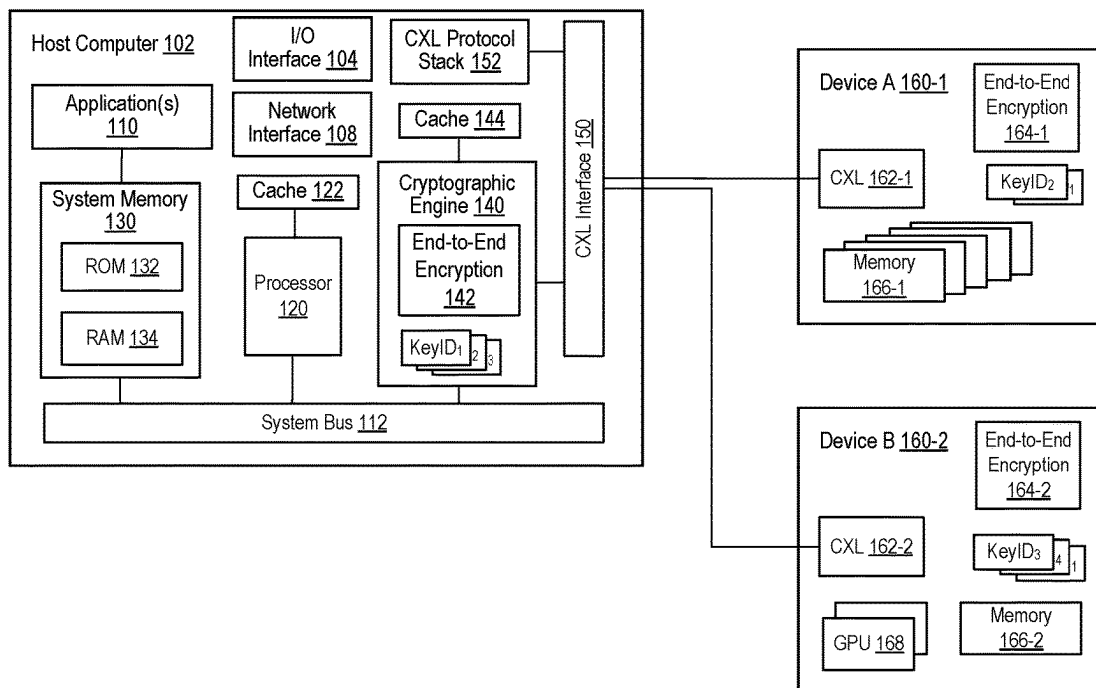 Host Computer 102
I/O
Interface 104
CXL Protocol
Stack 152
Application(s)
110
Network
Interface 108
Cache 144
System Memory
130
ROM 132
RAM 134
Cache 122
Processor
120
Cryptographic
Engine 140
End-to-End
Encryption
142
KeyID1 2 3
CXL Interface 150
System Bus 112
Device A 160-1
End-to-End
Encryption
164-1
CXL 162-1
KeyID2 1
Memory
166-1
Device B 160-2
End-to-End
Encryption
164-2
CXL 162-2
KeyID3 4 1
GPU 168
Memory
166-2